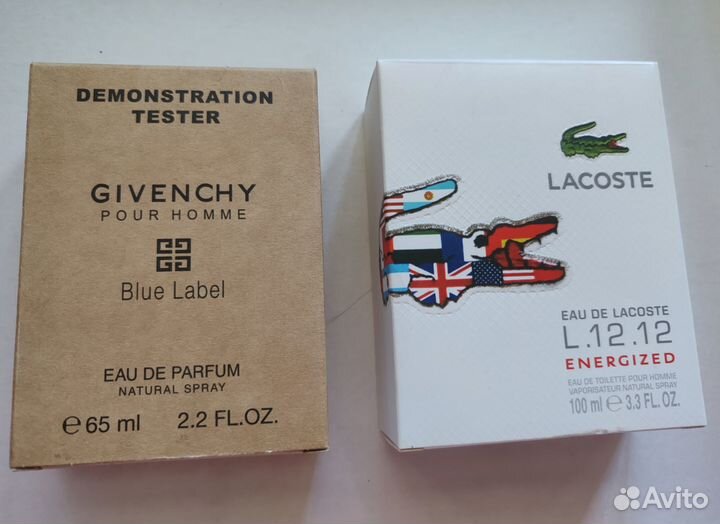 DEMONSTRATION
TESTER
GIVENCHY
POUR HOMME
Blue Label
EAU DE PARFUM
NATURAL SPRAY
e 65 ml 2.2 FL.OZ.
LACOSTE
EAU DE LACOSTE
L.12.12
ENERGIZED
EAU DE TOILETTE POUR HOMME
VAPORISATEUR NATURAL SPRAY
100 ml e 3.3 FL.OZ.
Avito